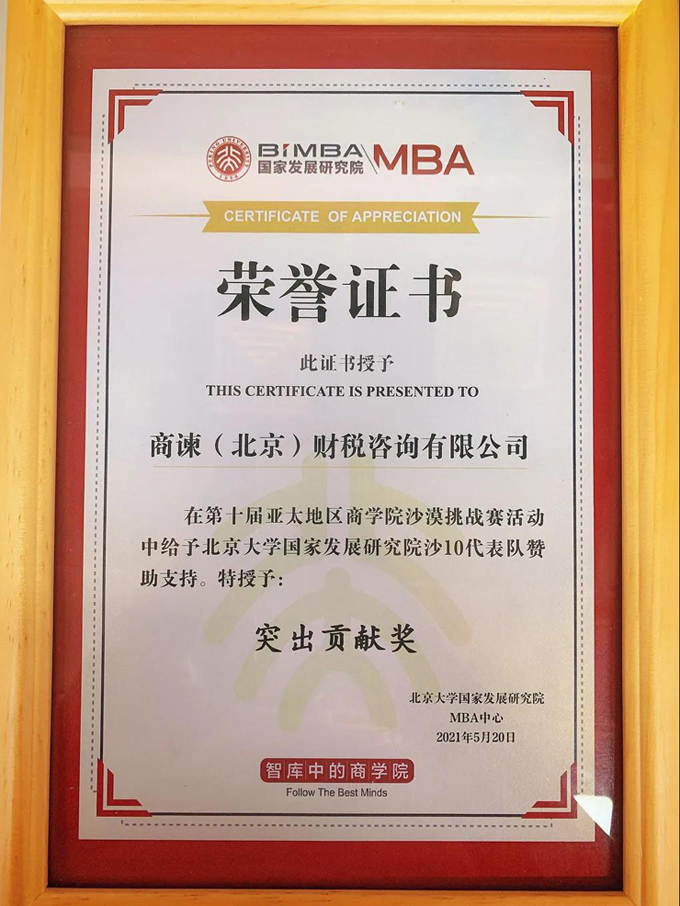 BiMBA
国家发展研究院
MBA
CERTIFICATE OF APPRECIATION
荣誉证书
此证书授予
THIS CERTIFICATE IS PRESENTED TO
商谏（北京）财税咨询有限公司
在第十届亚太地区商学院沙漠挑战赛活动
中给予北京大学国家发展研究院沙10代表队赞
助支持。特授予：
突出贡献奖
北京大学国家发展研究院
MBA中心
2021年5月20日
智库中的商学院
Follow The Best Minds